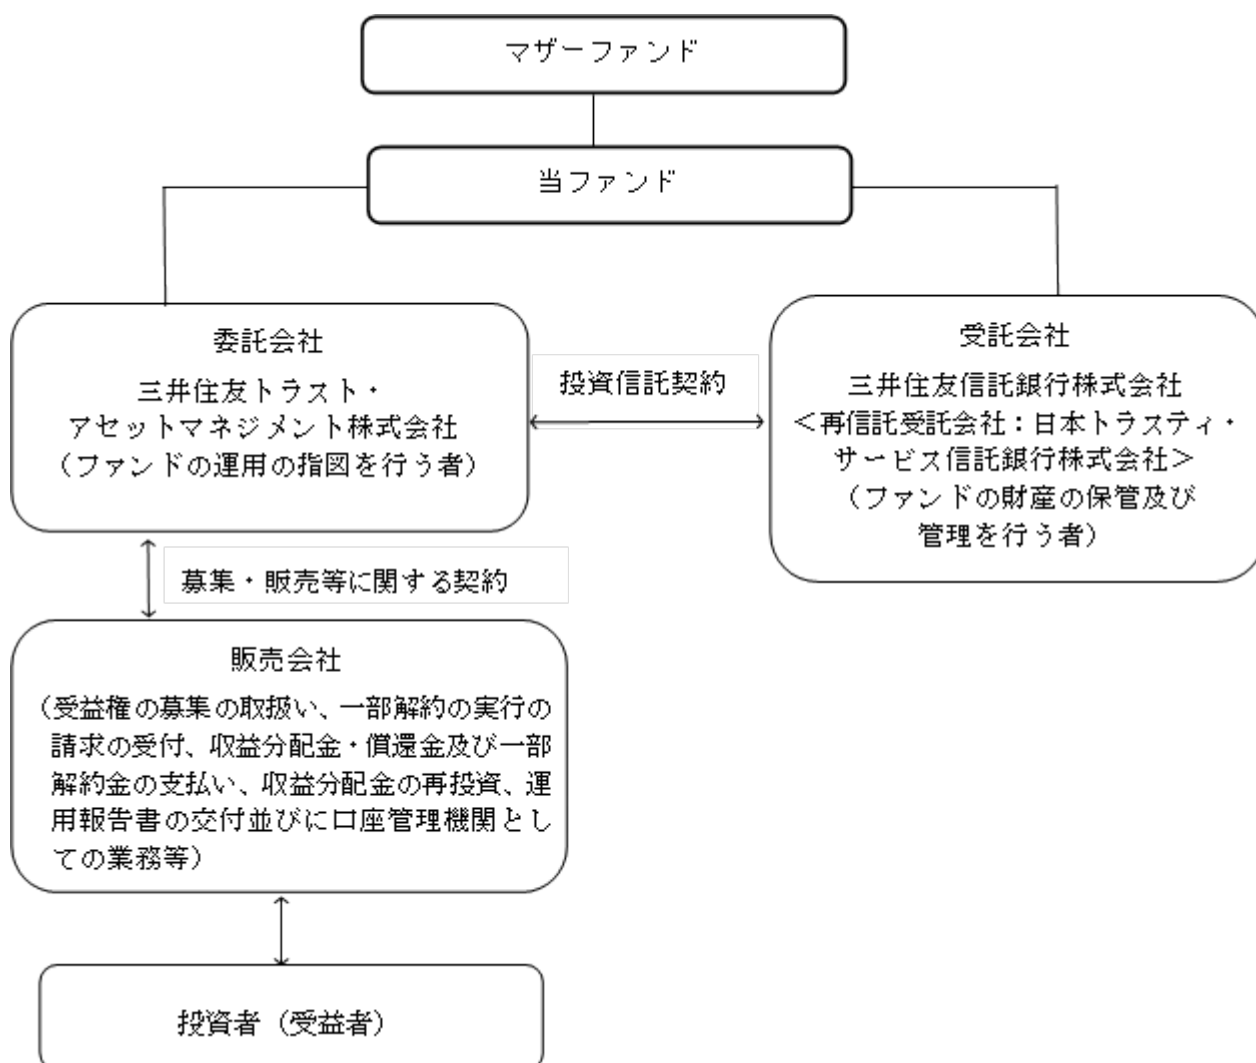 マザーファンド
当ファンド
委託会社
三井住友トラスト・
アセットマネジメント株式会社
（ファンドの運用の指図を行う者）
投資信託契約
受託会社
三井住友信託銀行株式会社
＜再信託受託会社：日本トラスティ・
サービス信託銀行株式会社＞
（ファンドの財産の保管及び
管理を行う者）
募集・販売等に関する契約
販売会社
（受益権の募集の取扱い、一部解約の実行の
請求の受付、収益分配金・償還金及び一部
解約金の支払い、収益分配金の再投資、運
用報告書の交付並びに口座管理機関とし
ての業務等）
投資者（受益者）